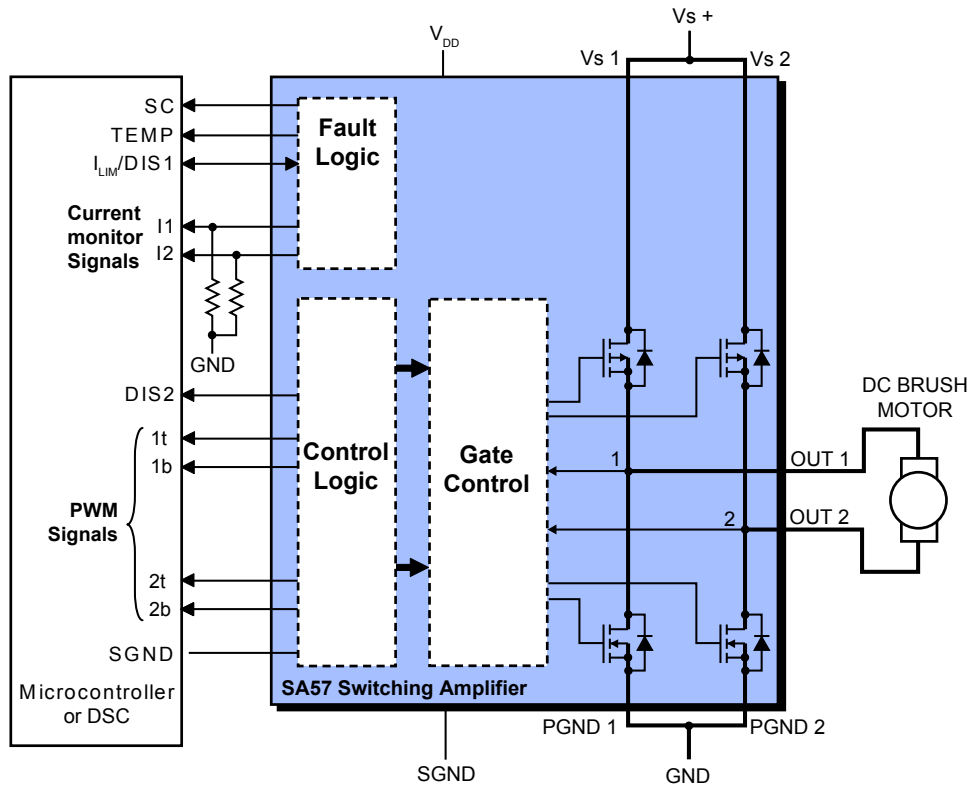 Vs +
Vs 1
Vs 2
VDD
SC
TEMP
ILIM/DIS1
Current
monitor
Signals
I1
I2
GND
Fault
Logic
DIS2
1t
1b
PWM
Signals
2t
2b
SGND
Microcontroller
or DSC
Control
Logic
Gate
Control
1
2
OUT 1
OUT 2
DC BRUSH
MOTOR
SA57 Switching Amplifier
PGND 1
PGND 2
SGND
GND